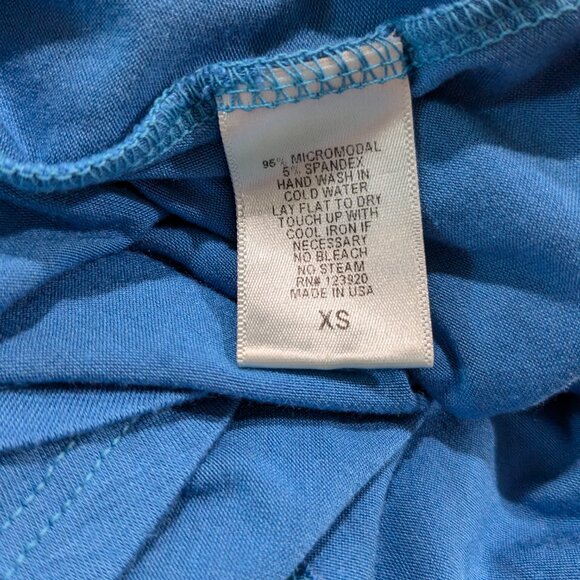 95% MICROMODAL
5% SPANDEX
HAND WASH IN
COLD WATER
LAY FLAT TO DRY
TOUCH UP WITH
COOL IRON IF
NECESSARY
NO BLEACH
NO STEAM
RN# 123920
MADE IN USA
XS